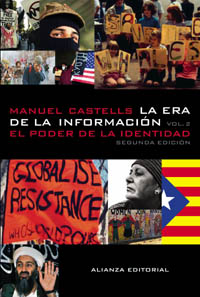 MANUEL CASTELLS LA ERA
DE LA INFORMACIÓN VOL.2
EL PODER DE LA IDENTIDAD
SEGUNDA EDICIÓN
GLOBALISE
RESISTANCE
ALIANZA EDITORIAL